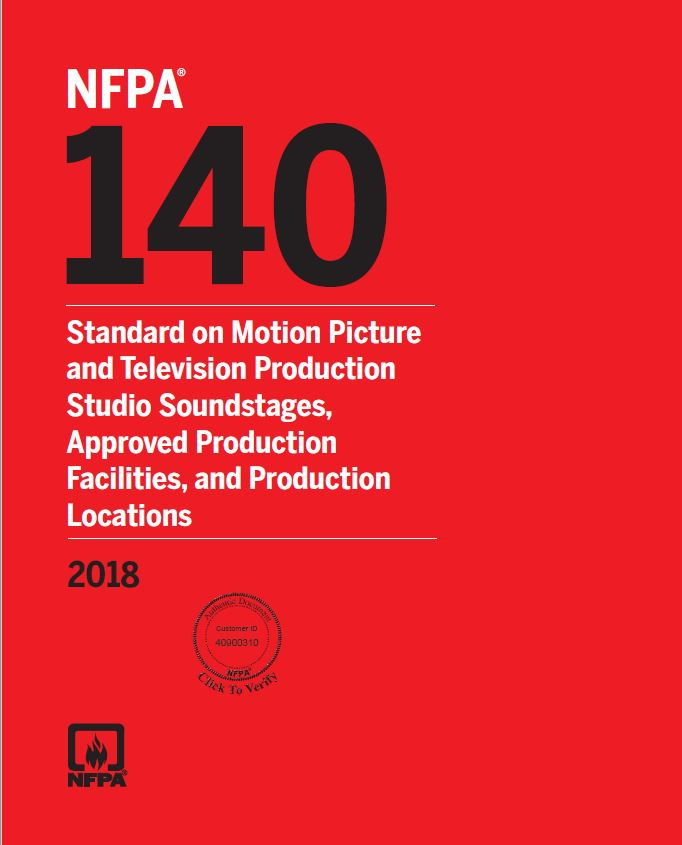 NFPA®
140
Standard on Motion Picture
and Television Production
Studio Soundstages,
Approved Production
Facilities, and Production
Locations
2018
Authentic Document
Customer ID
40900310
NFPA®
Click To Verify
NFPA®